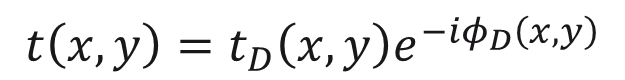 t(x, y) = t_D(x, y)e^{-iϕ_D(x,y)}